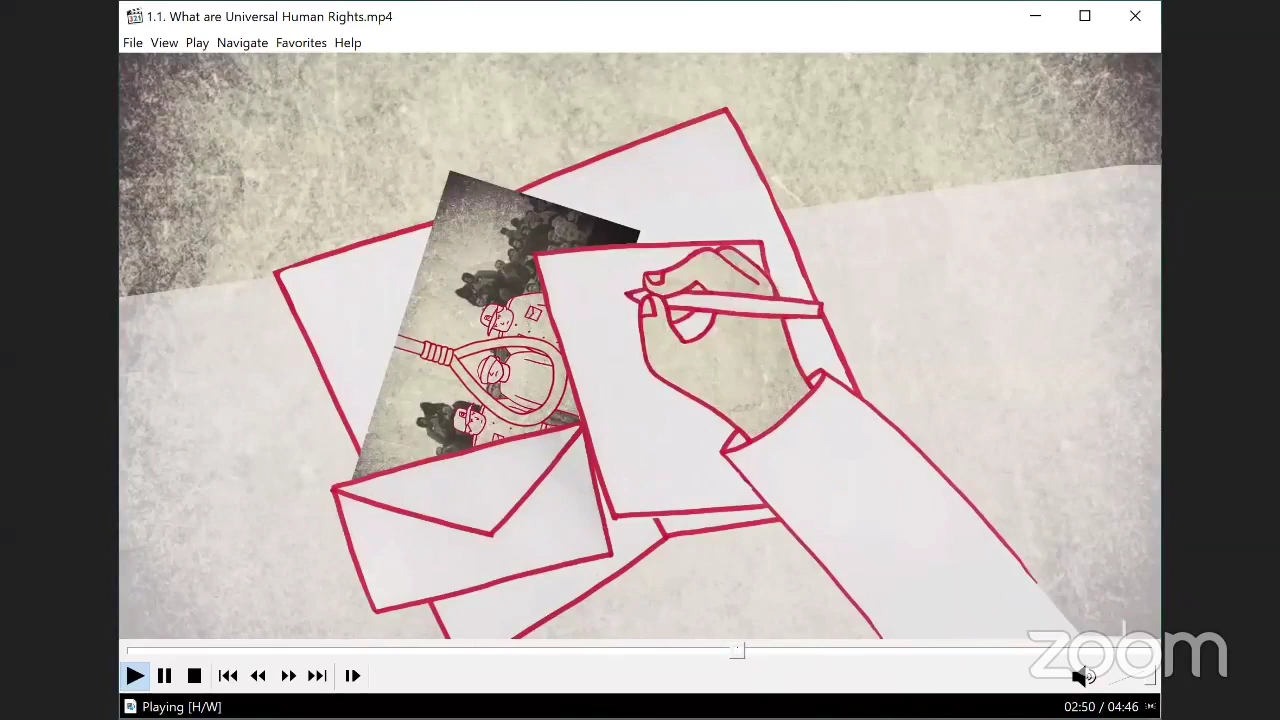 1.1. What are Universal Human Rights.mp4
File View Play Navigate Favorites Help
zoom
Playing [H/W]
02:50 / 04:46